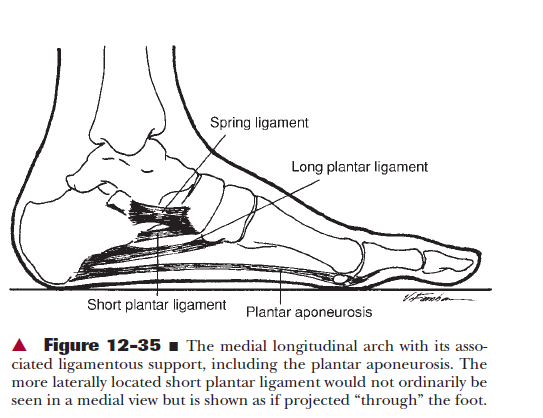 Spring ligament
Long plantar ligament
Short plantar ligament
Plantar aponeurosis
▲ Figure 12-35 ■ The medial longitudinal arch with its asso-
ciated ligamentous support, including the plantar aponeurosis. The
more laterally located short plantar ligament would not ordinarily be
seen in a medial view but is shown as if projected “through” the foot.